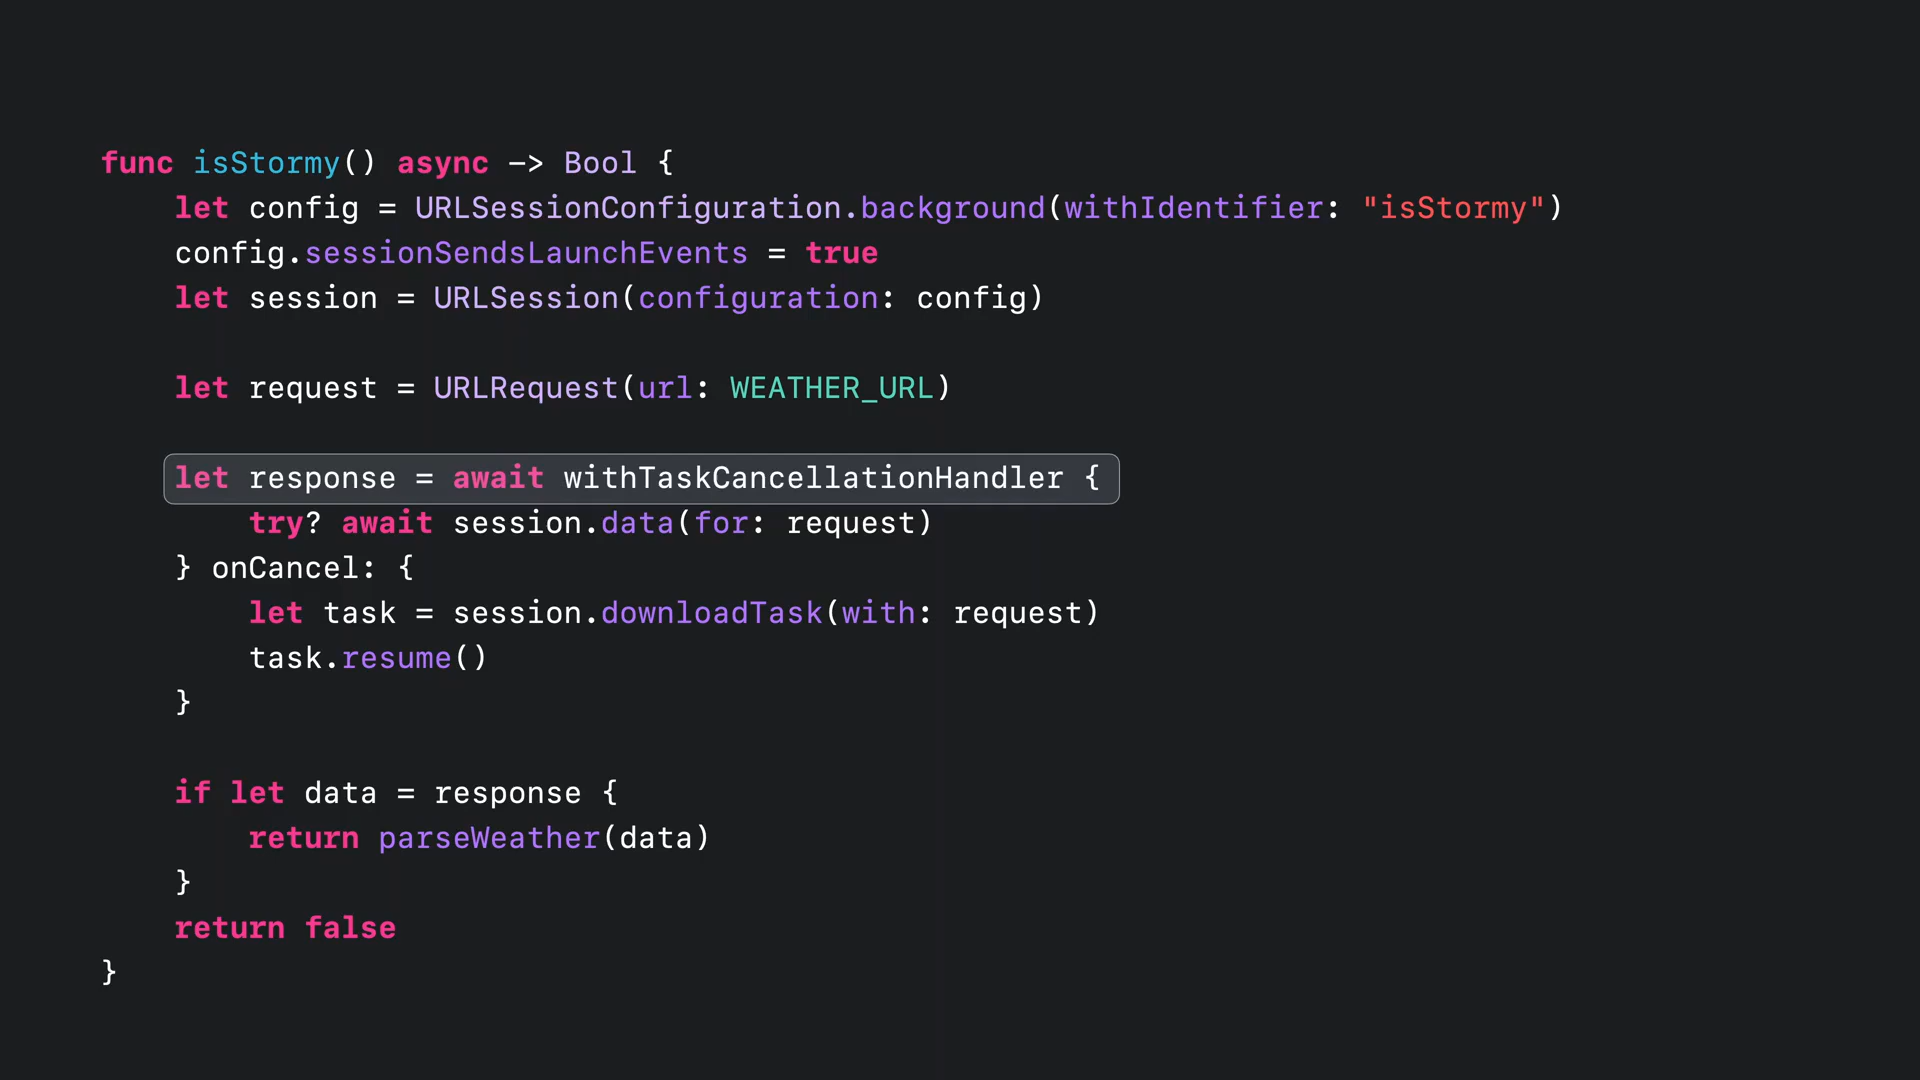 func isStormy() async -> Bool {
    let config = URLSessionConfiguration.background(withIdentifier: "isStormy")
    config.sessionSendsLaunchEvents = true
    let session = URLSession(configuration: config)

    let request = URLRequest(url: WEATHER_URL)

    let response = await withTaskCancellationHandler {
        try? await session.data(for: request)
    } onCancel: {
        let task = session.downloadTask(with: request)
        task.resume()
    }

    if let data = response {
        return parseWeather(data)
    }
    return false
}